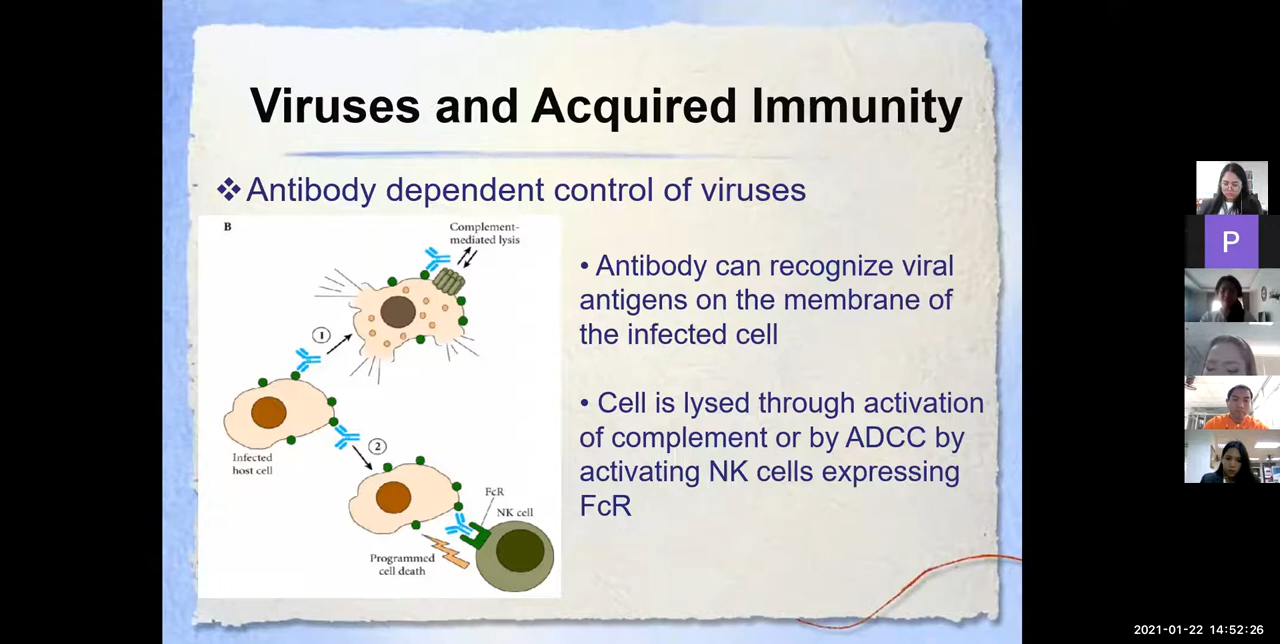 Viruses and Acquired Immunity
❖ Antibody dependent control of viruses
B
Complement-
mediated lysis
1
Infected
host cell
2
FcR
NK cell
Programmed
cell death
• Antibody can recognize viral
antigens on the membrane of
the infected cell
• Cell is lysed through activation
of complement or by ADCC by
activating NK cells expressing
FcR
P
2021-01-22 14:52:26